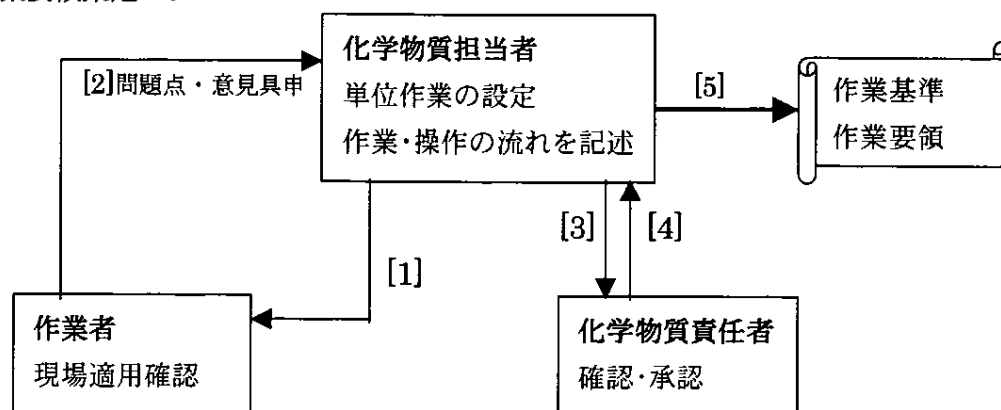 化学物質担当者
単位作業の設定
作業・操作の流れを記述
[2]問題点・意見具申
[5]
作業基準
作業要領
[3]
[4]
[1]
作業者
現場適用確認
化学物質責任者
確認・承認